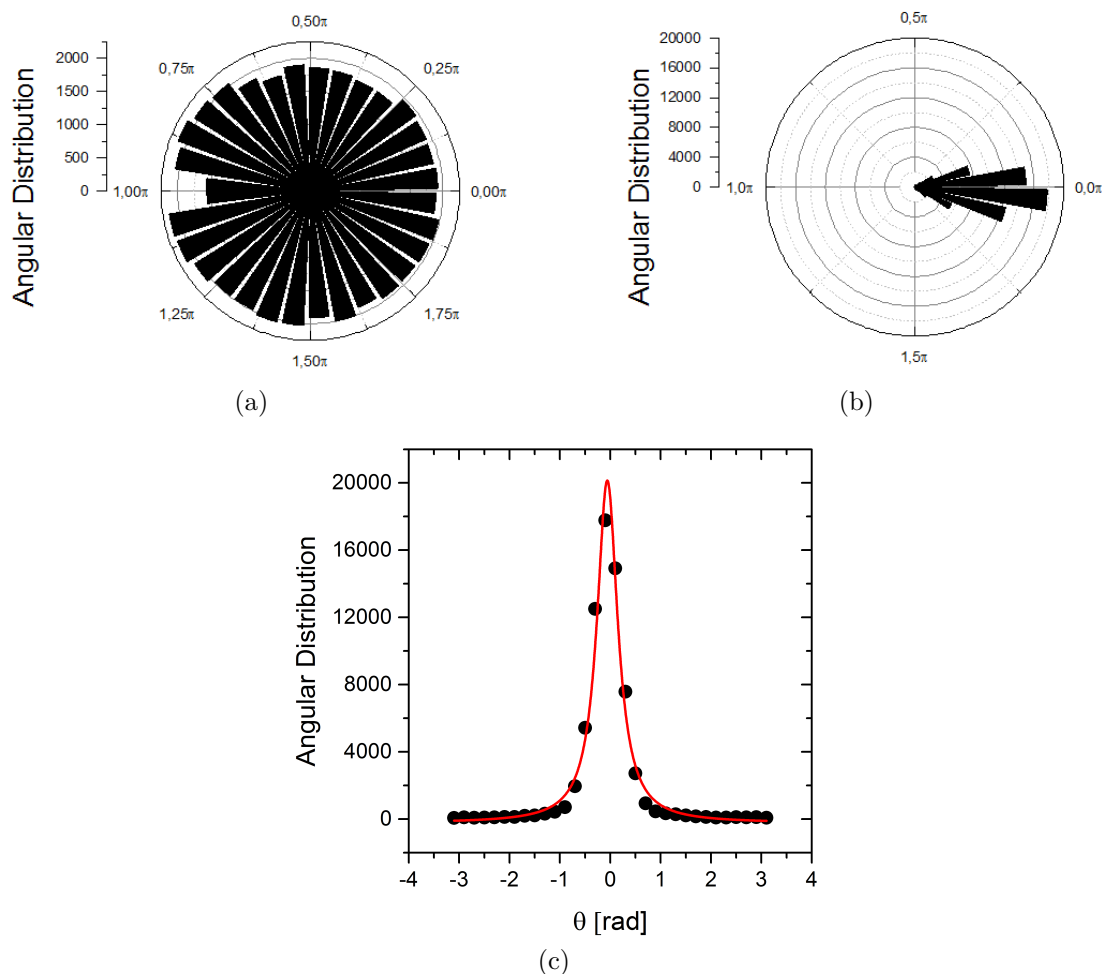 0,50π
0,75π
0,25π
2000
1500
1000
500
0
Angular Distribution
1,00π
0,00π
1,25π
1,75π
1,50π
(a)
0,5π
20000
16000
12000
8000
4000
0
Angular Distribution
1,0π
0,0π
1,5π
(b)
20000
16000
12000
8000
4000
0
Angular Distribution
-4 -3 -2 -1 0 1 2 3 4
θ [rad]
(c)